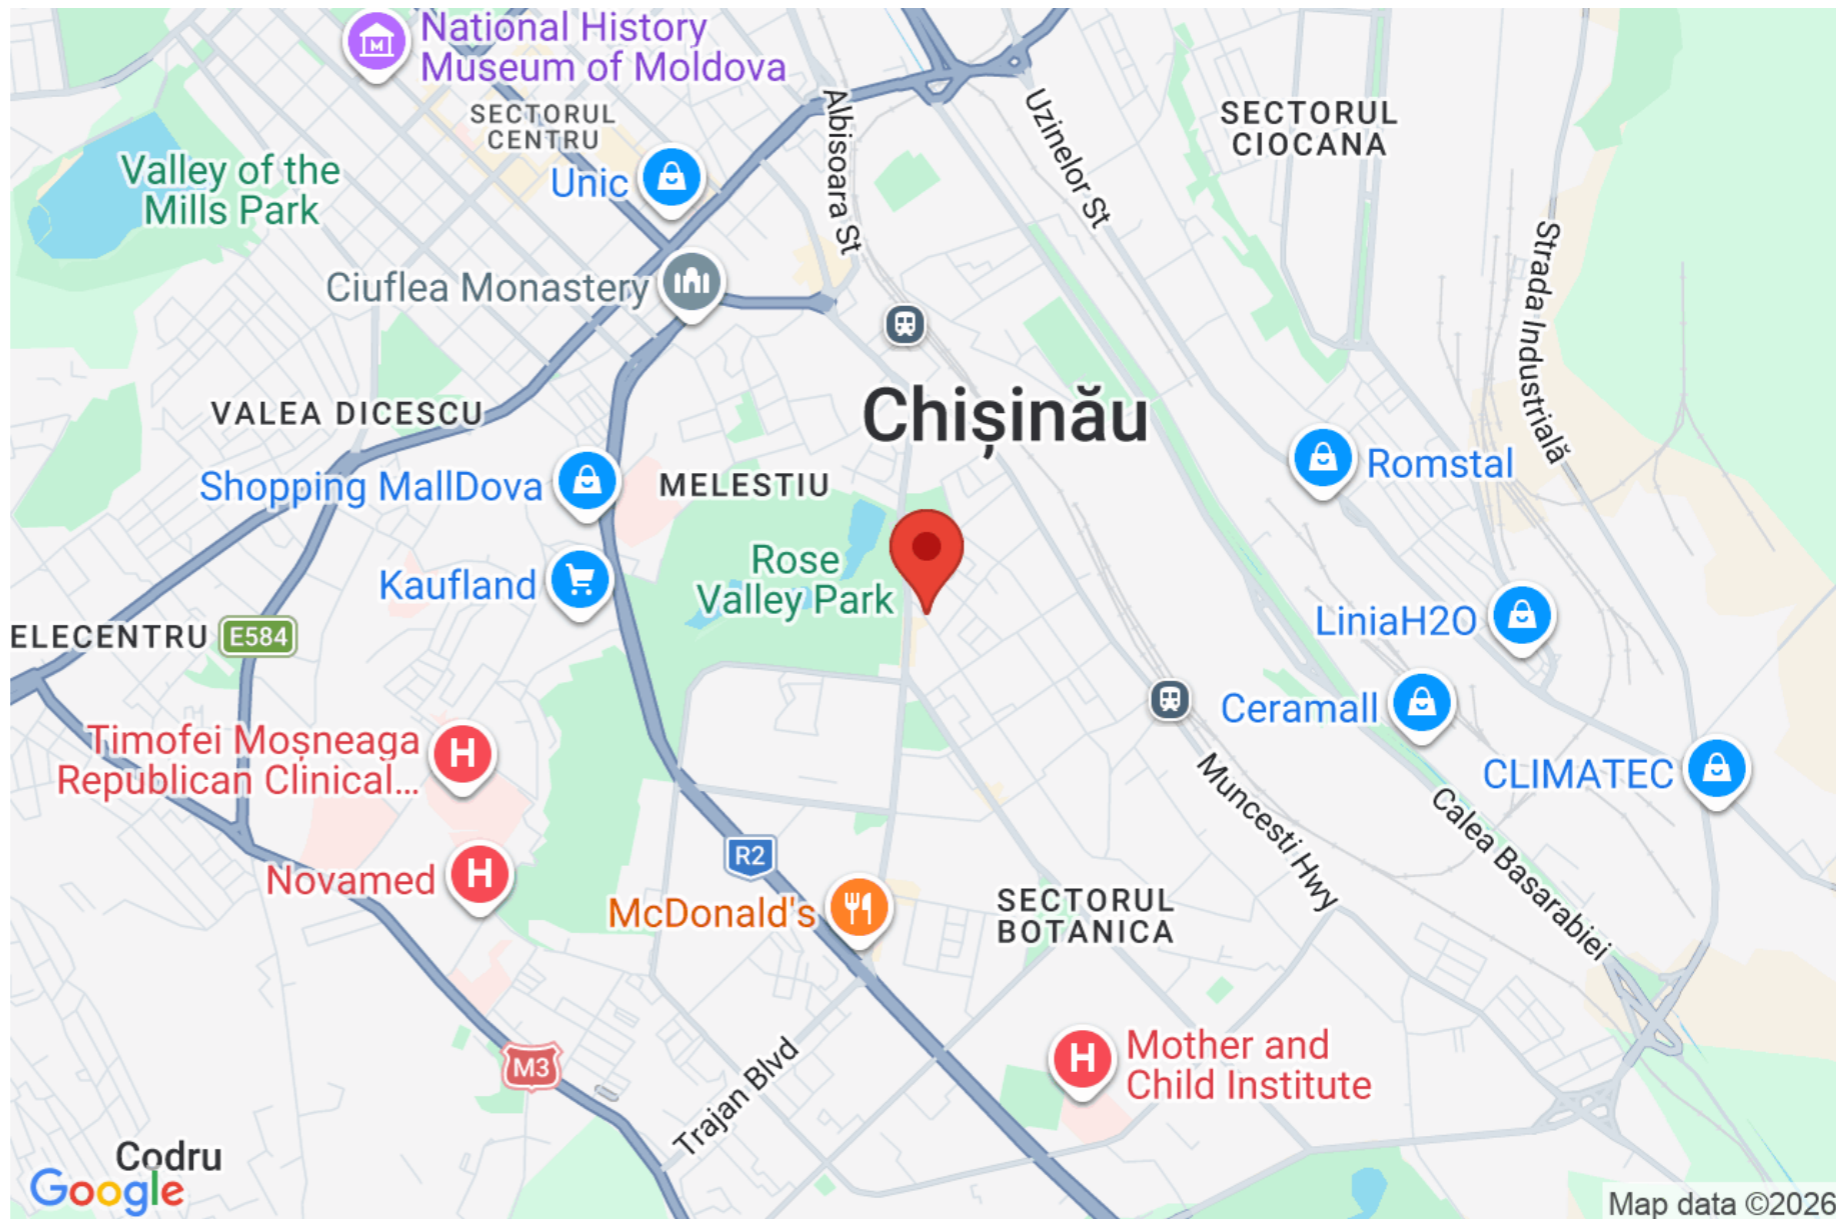 National History
Museum of Moldova
SECTORUL
CENTRU
Albisoara St
Uzinelor St
SECTORUL
CIOCANA
Valley of the
Mills Park
Unic
Strada Industrială
Ciuflea Monastery
Chișinău
VALEA DICESCU
Shopping MallDova
MELESTIU
Romstal
Rose
Valley Park
Kaufland
ELECENTRU
E584
LiniaH2O
Ceramall
Timofei Moșneaga
Republican Clinical...
H
Muncesti Hwy
CLIMATEC
Calea Basarabiei
R2
Novamed
H
McDonald's
SECTORUL
BOTANICA
M3
Trajan Blvd
H
Mother and
Child Institute
Codru
Google
Map data ©2026